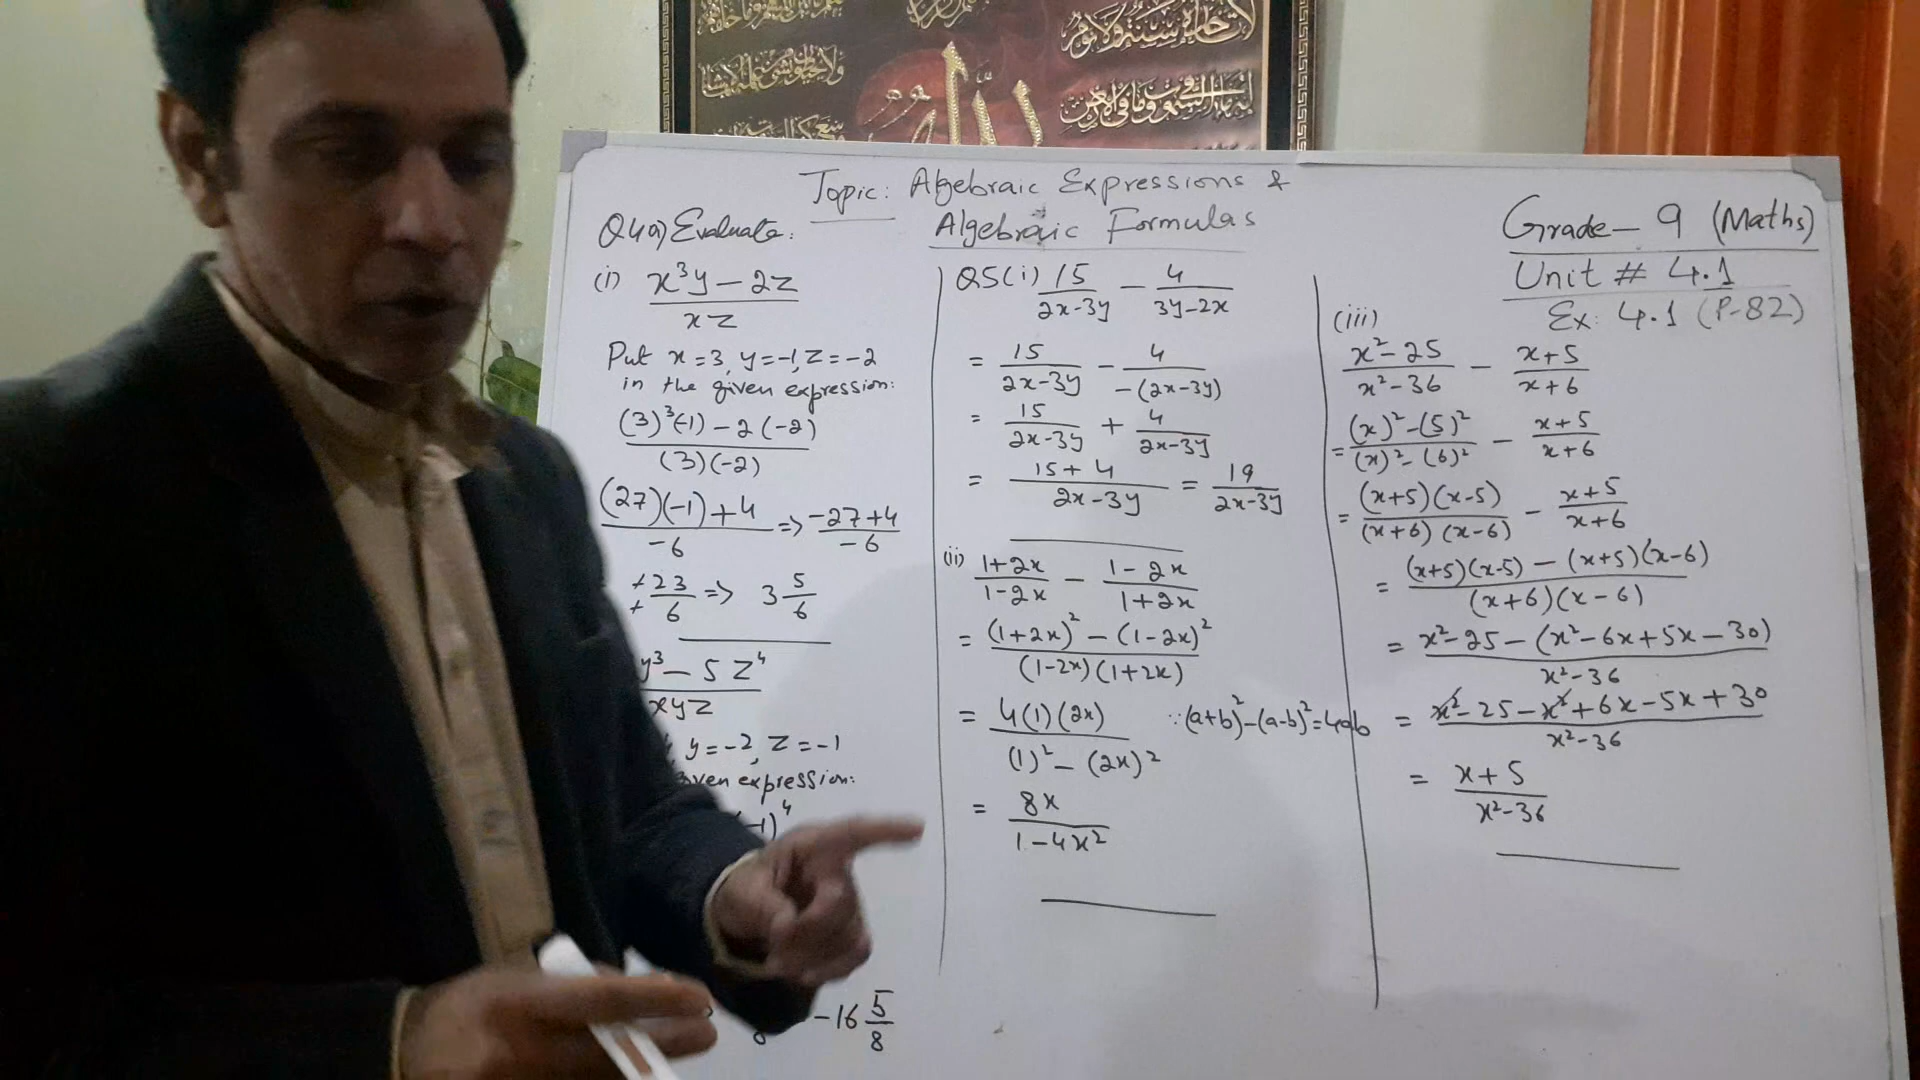 Topic: Algebraic Expressions &
Algebraic Formulas
Grade- 9 (Maths)
Unit # 4.1
Ex: 4.1 (P-82)
Q4a) Evaluate:
(i) x³y - 2z
xz
Put x=3, y=-1, z=-2
in the given expression:
(3)³(-1) - 2(-2)
(3)(-2)
(27)(-1)+4 => -27+4
-6 -6
+23 => 3 5
+6 6
y³ - 5z⁴
xyz
y=-2, z=-1
given expression:
(-1)⁴
8
-16 5
8
Q5(i) 15 - 4
2x-3y 3y-2x
= 15 - 4
2x-3y -(2x-3y)
= 15 + 4
2x-3y 2x-3y
= 15+4 = 19
2x-3y 2x-3y
(ii) 1+2x - 1-2x
1-2x 1+2x
= (1+2x)² - (1-2x)²
(1-2x)(1+2x)
= 4(1)(2x) ∵(a+b)²-(a-b)²=4ab
(1)² - (2x)²
= 8x
1-4x²
(iii)
x²-25 - x+5
x²-36 x+6
= (x)²-(5)² - x+5
(x)²-(6)² x+6
= (x+5)(x-5) - x+5
(x+6)(x-6) x+6
= (x+5)(x-5) - (x+5)(x-6)
(x+6)(x-6)
= x²-25-(x²-6x+5x-30)
x²-36
= x²-25-x²+6x-5x+30
x²-36
= x+5
x²-36